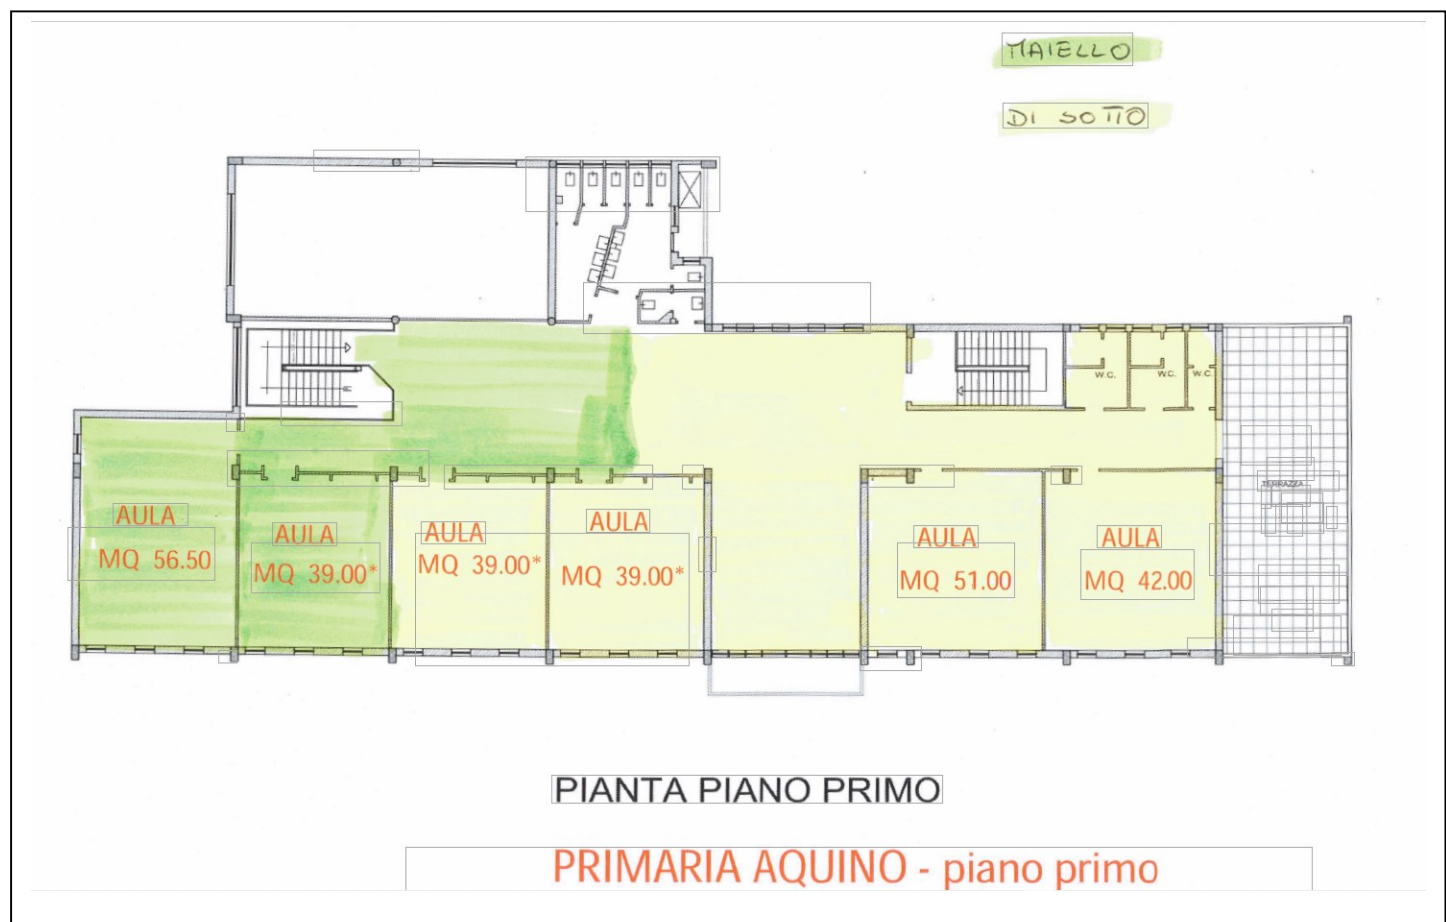 MAIELLO
DI SOTTO
W.C.
W.C.
W.C.
TERRAZZA
AULA
MQ 56.50
AULA
MQ 39.00*
AULA
MQ 39.00*
AULA
MQ 39.00*
AULA
MQ 51.00
AULA
MQ 42.00
PIANTA PIANO PRIMO
PRIMARIA AQUINO - piano primo